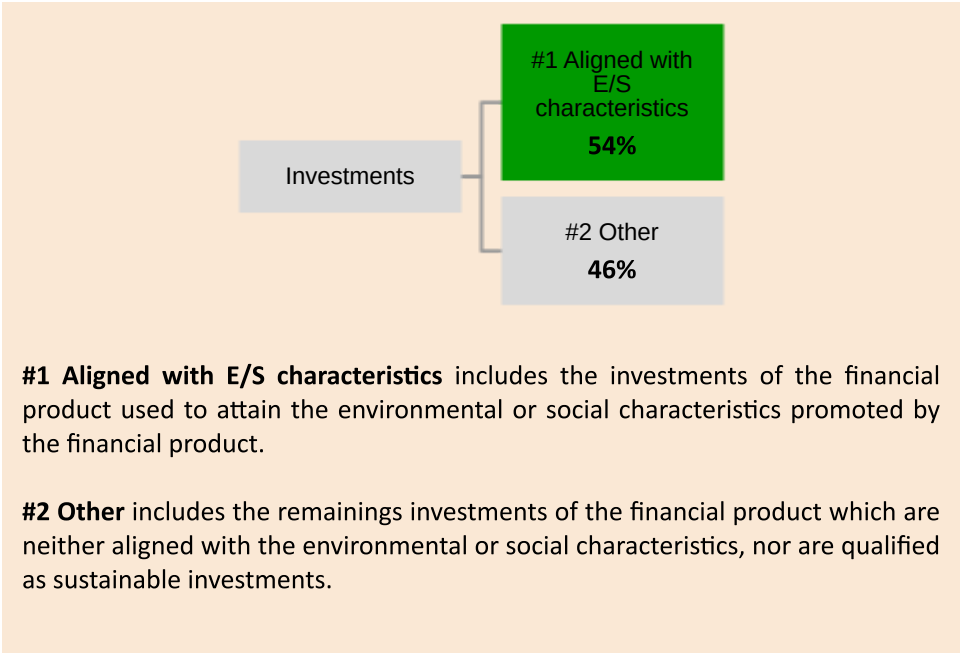 #1 Aligned with
E/S
characteristics
54%
Investments
#2 Other
46%
#1 Aligned with E/S characteristics includes the investments of the financial
product used to attain the environmental or social characteristics promoted by
the financial product.
#2 Other includes the remainings investments of the financial product which are
neither aligned with the environmental or social characteristics, nor are qualified
as sustainable investments.